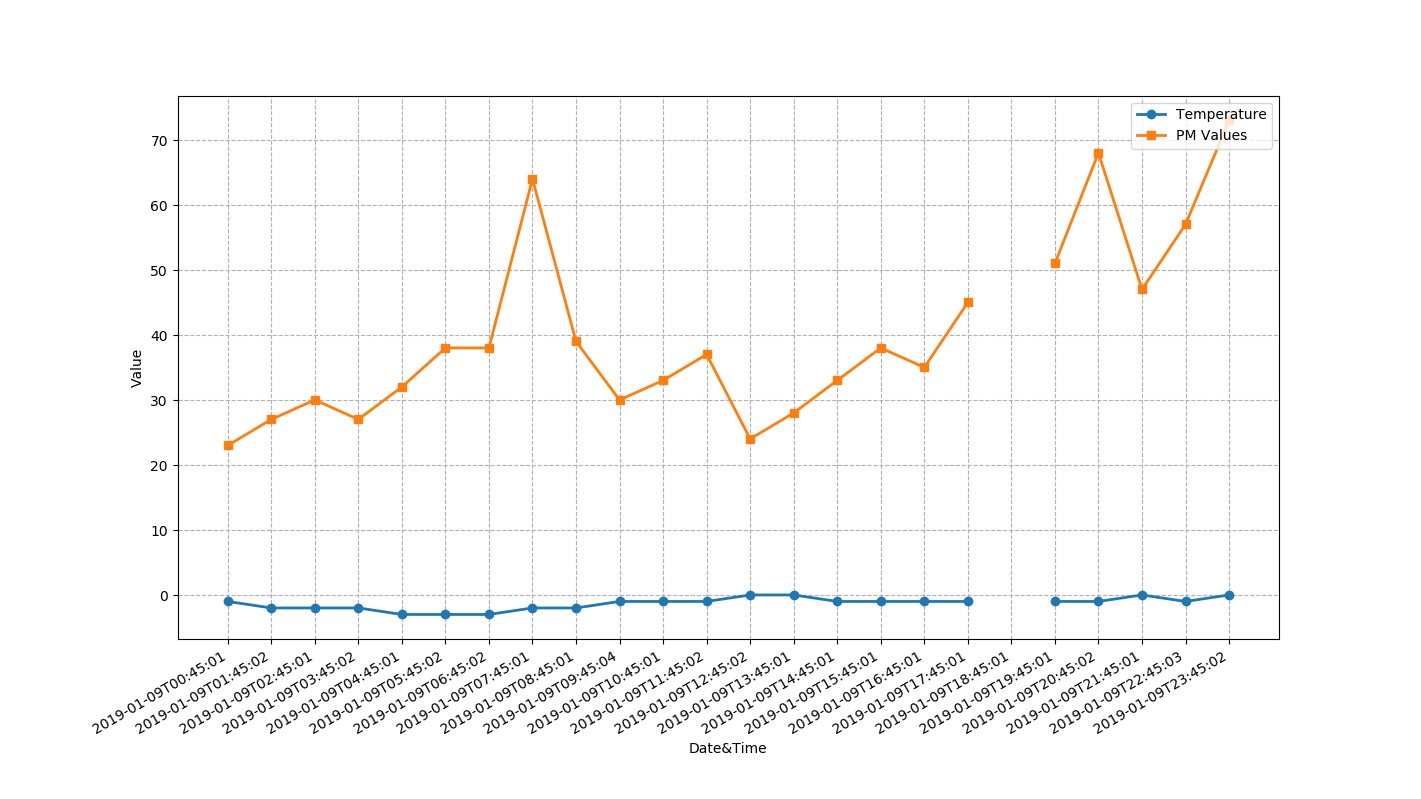 Temperature
PM Values
70
60
50
40
30
20
10
0
Value
2019-01-09T00:45:01
2019-01-09T01:45:02
2019-01-09T02:45:01
2019-01-09T03:45:02
2019-01-09T04:45:01
2019-01-09T05:45:02
2019-01-09T06:45:02
2019-01-09T07:45:01
2019-01-09T08:45:01
2019-01-09T09:45:04
2019-01-09T10:45:01
2019-01-09T11:45:02
2019-01-09T12:45:02
2019-01-09T13:45:01
2019-01-09T14:45:01
2019-01-09T15:45:01
2019-01-09T16:45:01
2019-01-09T17:45:01
2019-01-09T18:45:01
2019-01-09T19:45:01
2019-01-09T20:45:02
2019-01-09T21:45:01
2019-01-09T22:45:03
2019-01-09T23:45:02
Date&Time